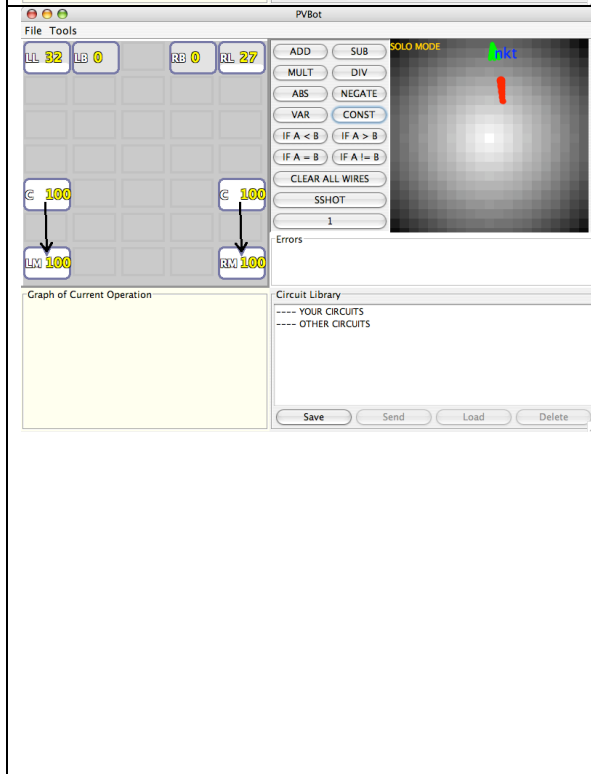 PVBot
File Tools
LL 32 LB 0 RB 0 RL 27
ADD SUB
MULT DIV
ABS NEGATE
VAR CONST
IF A < B IF A > B
IF A = B IF A != B
CLEAR ALL WIRES
SSHOT
1
SOLO MODE
nkt
C 100 C 100
LM 100 RM 100
Errors
Graph of Current Operation
Circuit Library
---- YOUR CIRCUITS
---- OTHER CIRCUITS
Save Send Load Delete